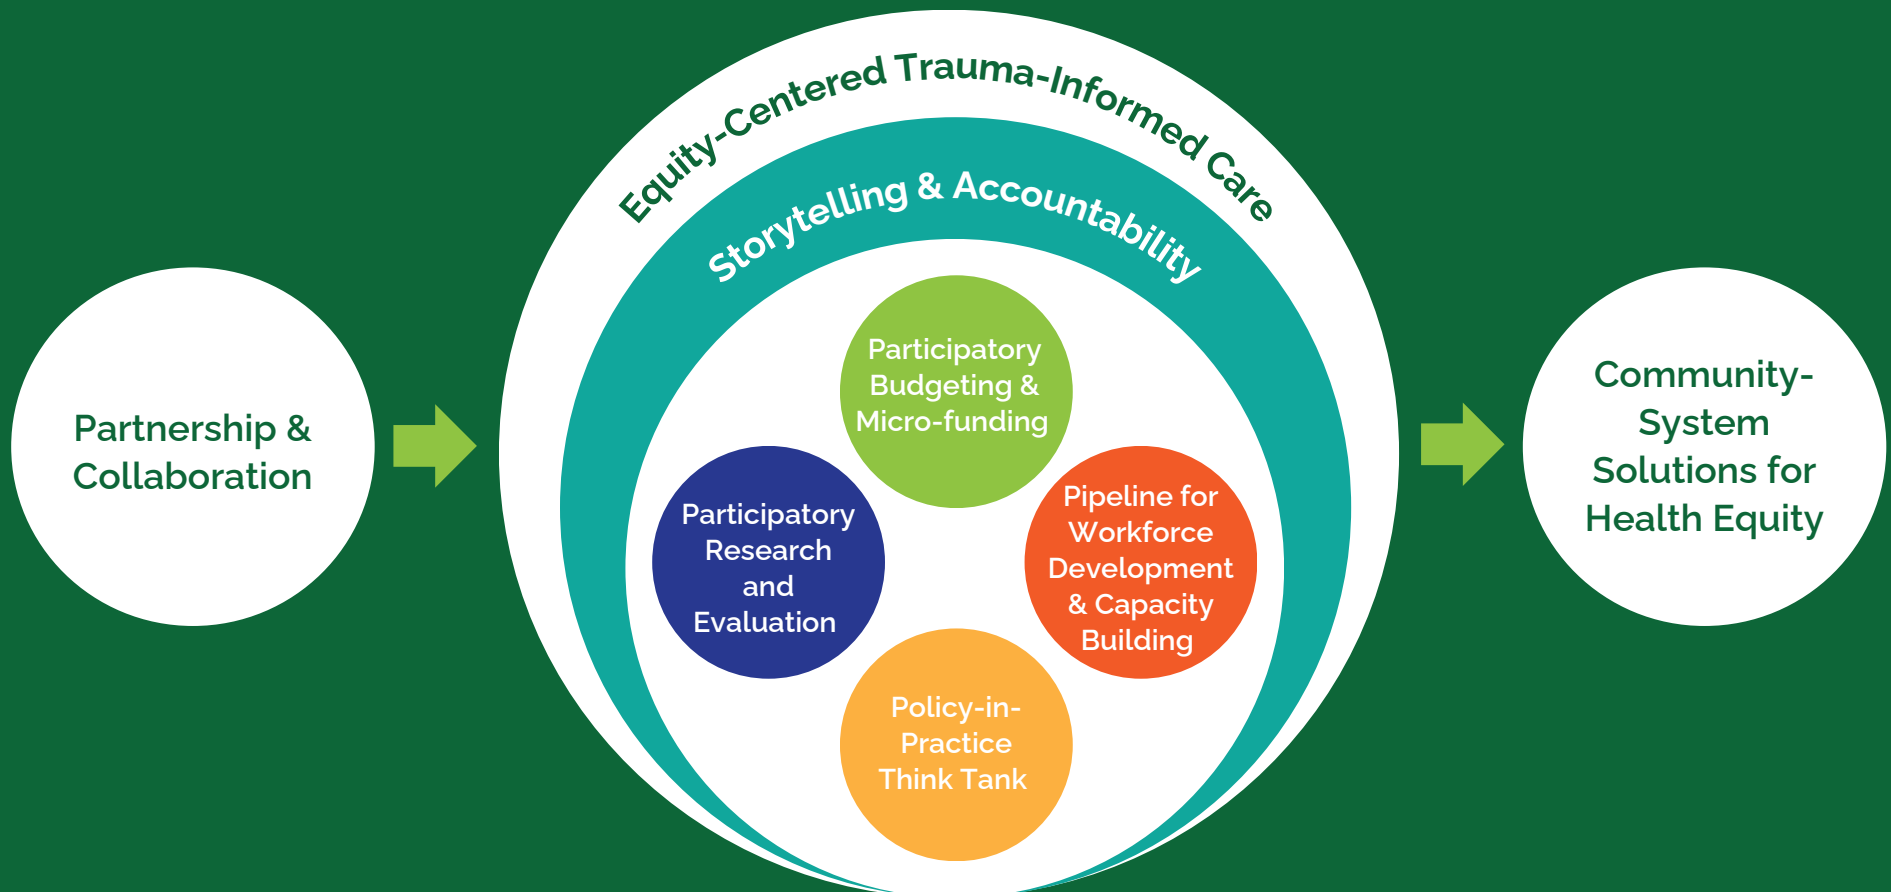 Equity-Centered Trauma-Informed Care
Storytelling & Accountability
Partnership &
Collaboration
Participatory
Budgeting &
Micro-funding
Participatory
Research
and
Evaluation
Pipeline for
Workforce
Development
& Capacity
Building
Policy-in-
Practice
Think Tank
Community-
System
Solutions for
Health Equity